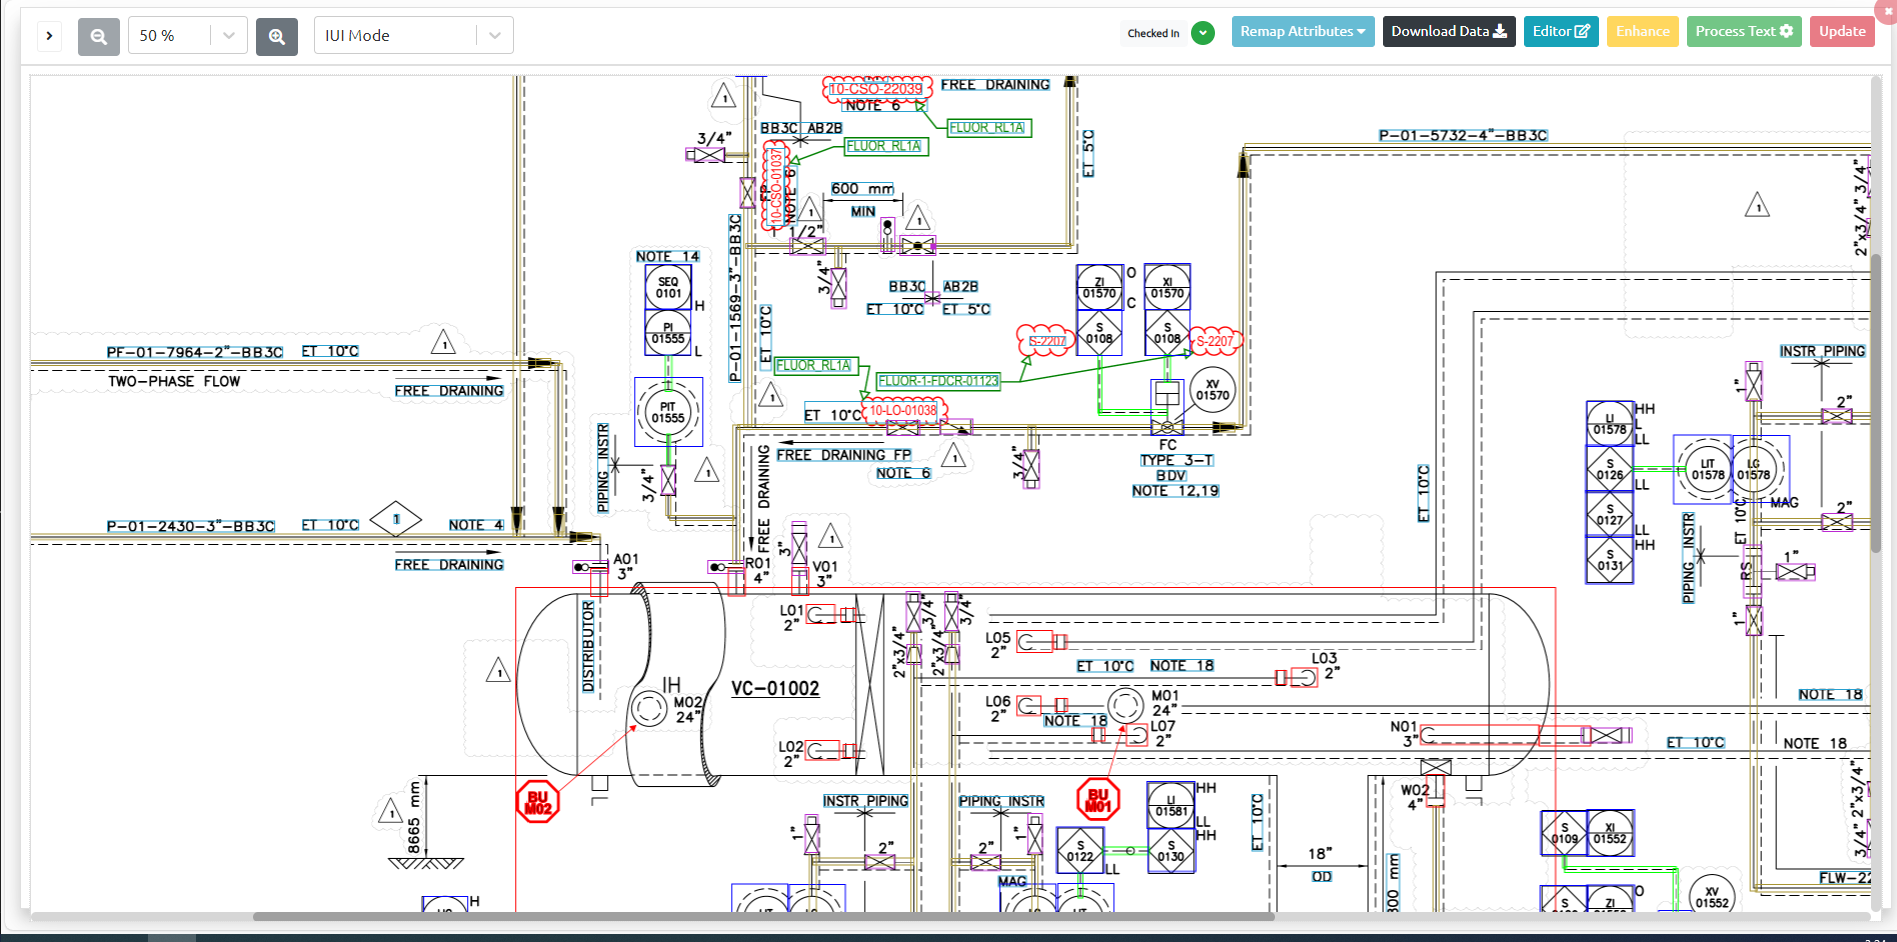 50 %
IUI Mode
Checked In
Remap Attributes
Download Data
Editor
Enhance
Process Text
Update
10-CSO-22039
NOTE 6
FREE DRAINING
FLUOR_RL1A
BB3C AB2B
FLUOR_RL1A
3/4"
10-CSO-01037
NOTE 6
ET 5°C
P-01-5732-4"-BB3C
3/4"
2"x3/4"
600 mm
MIN
1 1/2"
3/4"
P-01-1569-3"-BB3C
ET 10°C
NOTE 14
SEQ
0101
H
PI
01555
L
PIT
01555
BB3C AB2B
ET 10°C ET 5°C
ZI
01570
O
C
S
0108
XI
01570
S
0108
S-2207
S-2207
XV
01570
FLUOR_RL1A
FLUOR-1-FDCR-01123
ET 10°C
10-LO-01038
PF-01-7964-2"-BB3C ET 10°C
TWO-PHASE FLOW
FREE DRAINING
1
FREE DRAINING FP
NOTE 6
3/4"
FC
TYPE 3-T
BDV
NOTE 12,19
PIPING INSTR
3/4"
FREE DRAINING
P-01-2430-3"-BB3C ET 10°C
1
NOTE 4
FREE DRAINING
ET 10°C
INSTR PIPING
1"
2"
LI
01578
HH
L
LL
S
0126
LL
S
0127
LL
HH
S
0131
LIT
01578
LG
01578
MAG
2"
ET 10°C
PIPING INSTR
RS
1"
1"
A01
3"
R01
4"
3"
V01
3"
DISTRIBUTOR
L01
2"
3/4"
3/4"
2"x3/4"
2"x3/4"
L05
2"
ET 10°C NOTE 18
L03
2"
IH
M02
24"
VC-01002
L06
2"
NOTE 18
M01
24"
L07
2"
L02
2"
N01
3"
NOTE 18
ET 10°C
NOTE 18
BU
M02
BU
M01
8665 mm
INSTR PIPING
PIPING INSTR
1"
2"
2"
1"
MAG
LI
01581
HH
LL
HH
S
0122
LL
S
0130
ET 10°C
18"
OD
W02
4"
S
0109
XI
01552
2"x3/4"
3/4"
FLW-22
XV
01552
S
ZI
O
H